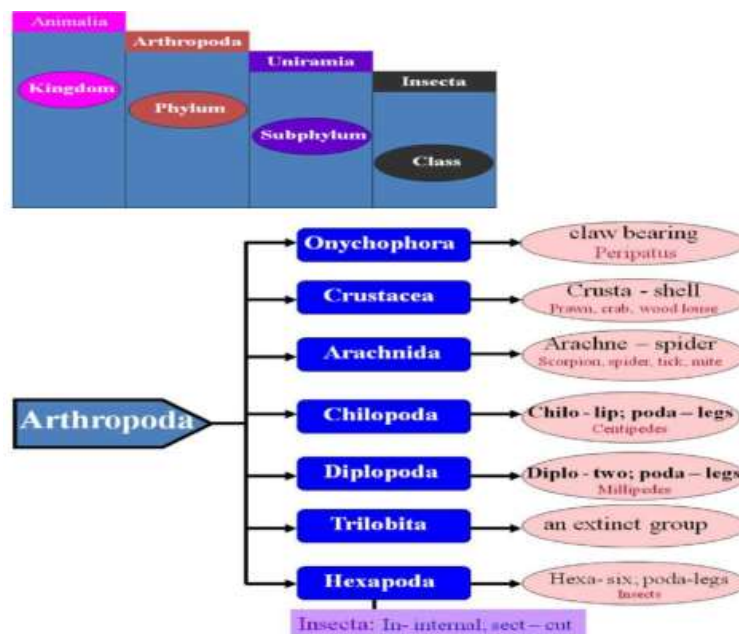 Animalia
Kingdom
Arthropoda
Phylum
Uniramia
Subphylum
Insecta
Class
Arthropoda
Onychophora
claw bearing
Peripatus
Crustacea
Crusta - shell
Prawn, crab, wood louse
Arachnida
Arachne – spider
Scorpion, spider, tick, mite
Chilopoda
Chilo - lip; poda – legs
Centipedes
Diplopoda
Diplo - two; poda – legs
Millipedes
Trilobita
an extinct group
Hexapoda
Hexa- six; poda-legs
Insects
Insecta: In- internal; sect – cut